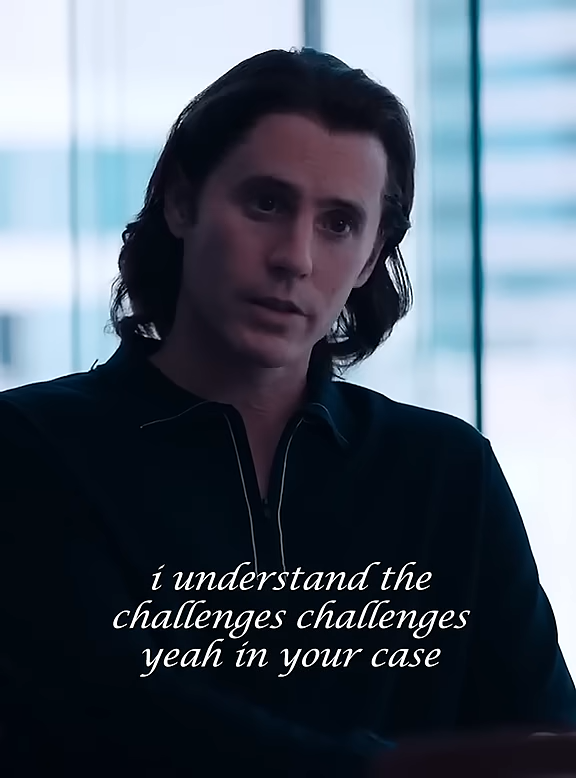 i understand the
challenges challenges
yeah in your case